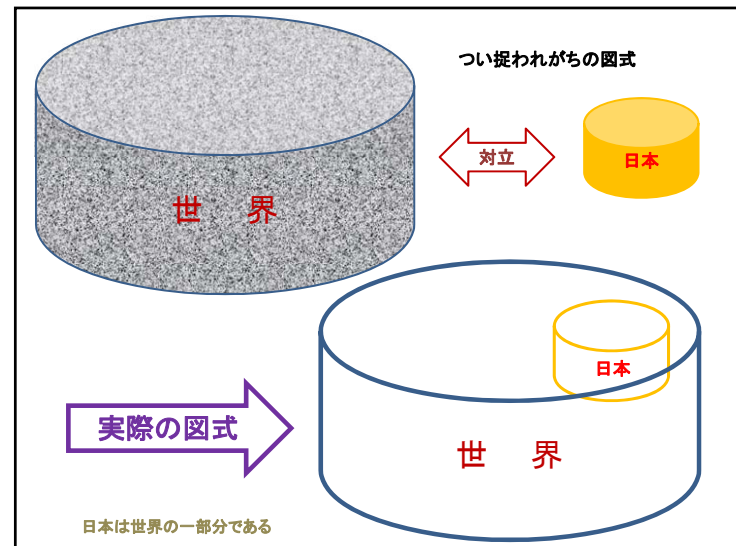 つい捉われがちの図式
対立
日本
世　界
日本
実際の図式
世　界
日本は世界の一部分である